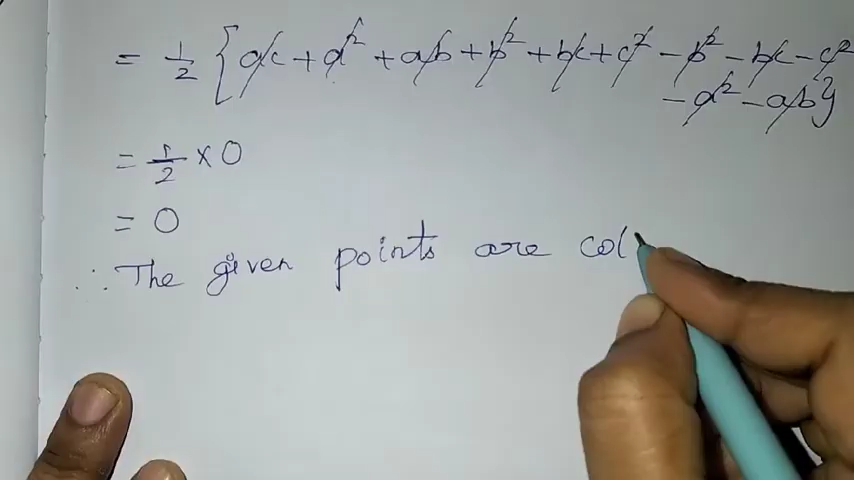 = 1/2 { ac + a² + ab + b² + bc + c² - b² - bc - c²
- a² - ab }
= 1/2 × 0
= 0
∴ The given points are col